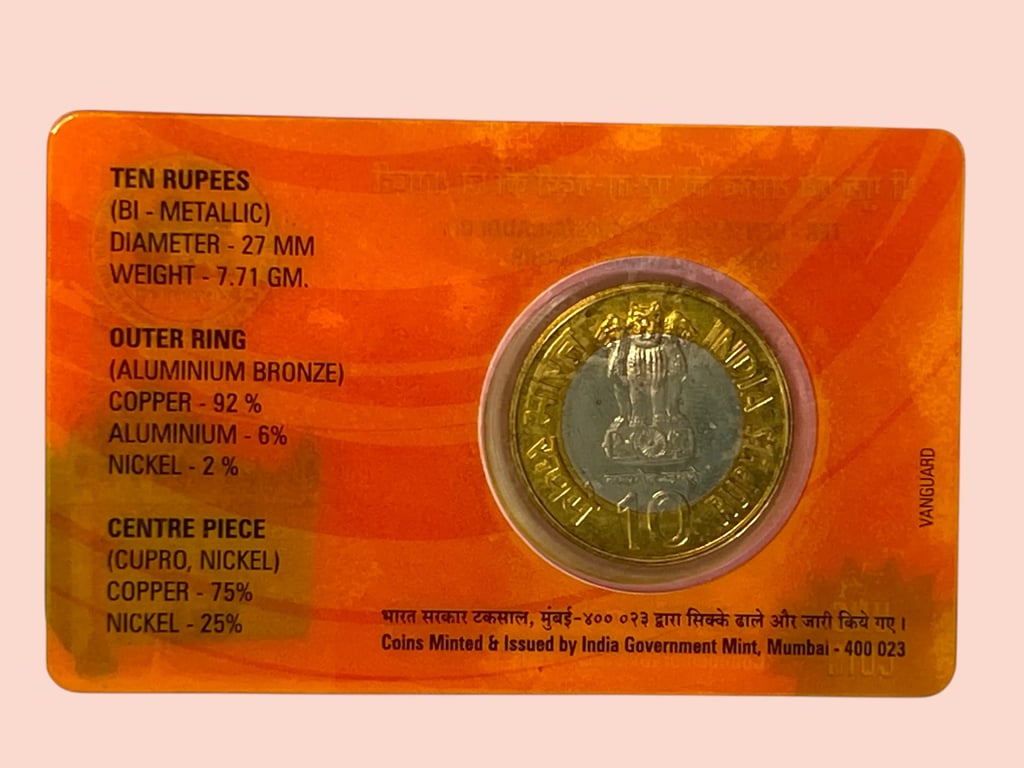 TEN RUPEES
(BI - METALLIC)
DIAMETER - 27 MM
WEIGHT - 7.71 GM.
OUTER RING
(ALUMINIUM BRONZE)
COPPER - 92 %
ALUMINIUM - 6%
NICKEL - 2 %
CENTRE PIECE
(CUPRO, NICKEL)
COPPER - 75%
NICKEL - 25%
INDIA
10
VANGUARD
भारत सरकार टकसाल, मुंबई-४०० ०२३ द्वारा सिक्के ढाले और जारी किये गए।
Coins Minted & Issued by India Government Mint, Mumbai - 400 023